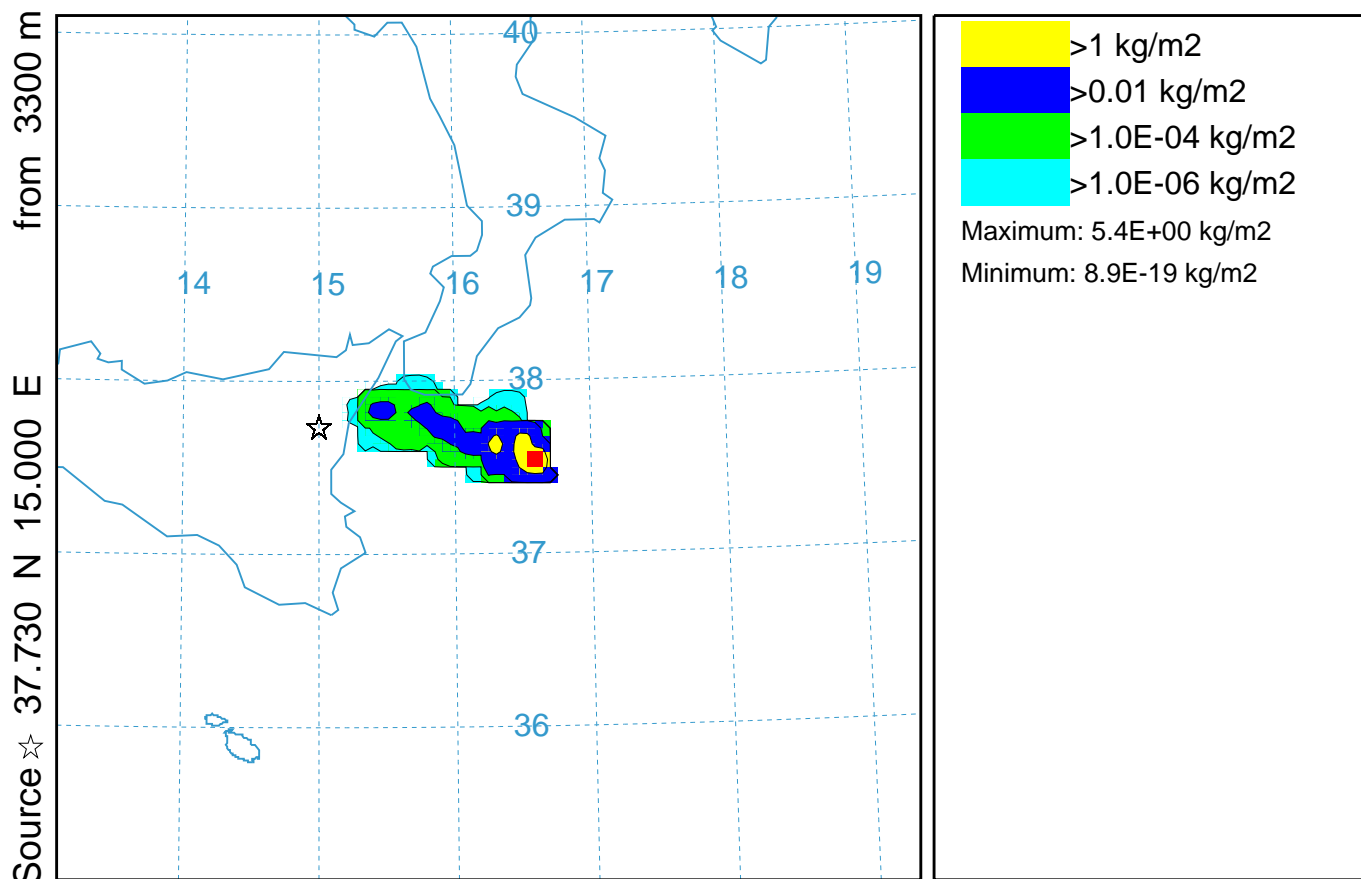 Source ☆ 37.730 N 15.000 E from 3300 m
40
39
14 15 16 17 18 19
38
37
36
>1 kg/m2
>0.01 kg/m2
>1.0E-04 kg/m2
>1.0E-06 kg/m2
Maximum: 5.4E+00 kg/m2
Minimum: 8.9E-19 kg/m2